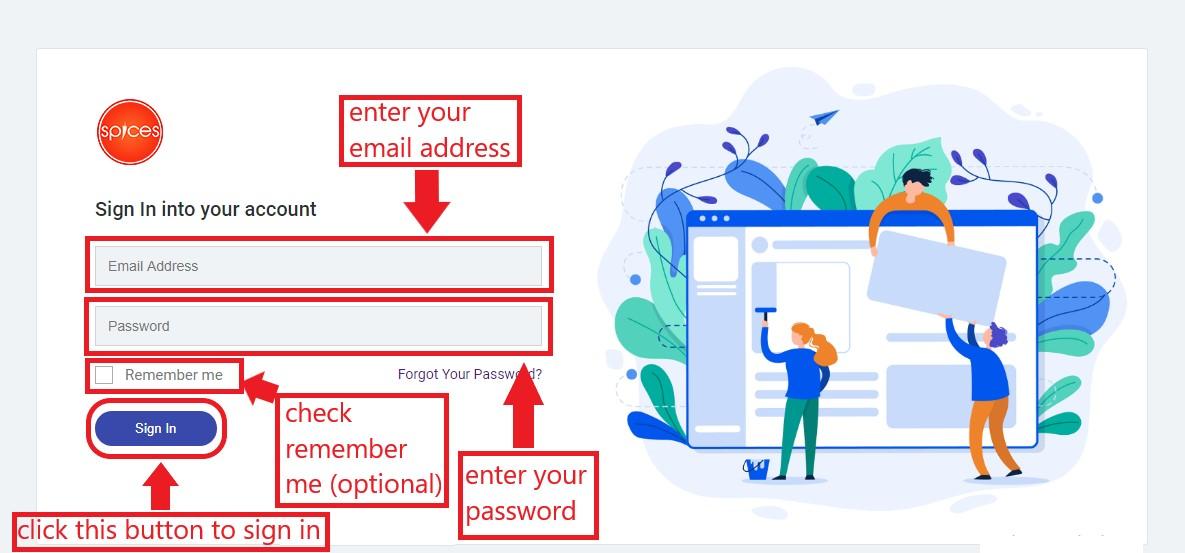 enter your
email address
spices
Sign In into your account
Email Address
Password
Remember me
Forgot Your Password?
Sign In
check
remember
me (optional)
enter your
password
click this button to sign in